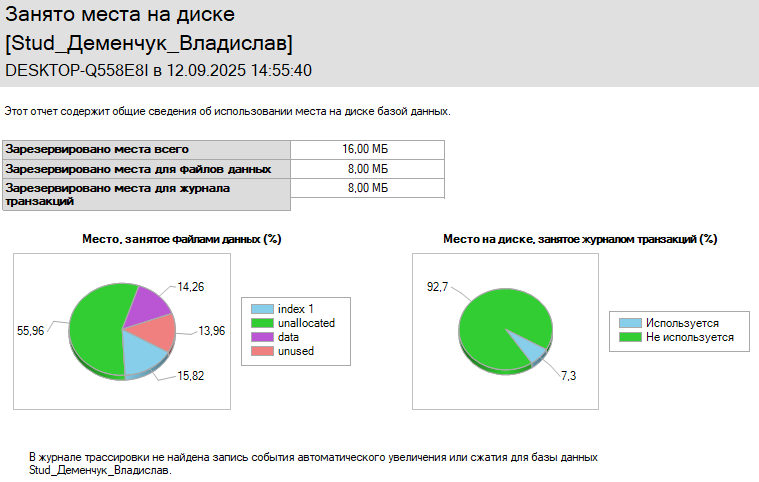 Занято места на диске
[Stud_Деменчук_Владислав]
DESKTOP-Q558E8I в 12.09.2025 14:55:40
Этот отчет содержит общие сведения об использовании места на диске базой данных.
Зарезервировано места всего 16,00 МБ
Зарезервировано места для файлов данных 8,00 МБ
Зарезервировано места для журнала 8,00 МБ
транзакций
Место, занятое файлами данных (%)
14,26
55,96
13,96
15,82
index 1
unallocated
data
unused
Место на диске, занятое журналом транзакций (%)
92,7
7,3
Используется
Не используется
В журнале трассировки не найдена запись события автоматического увеличения или сжатия для базы данных
Stud_Деменчук_Владислав.